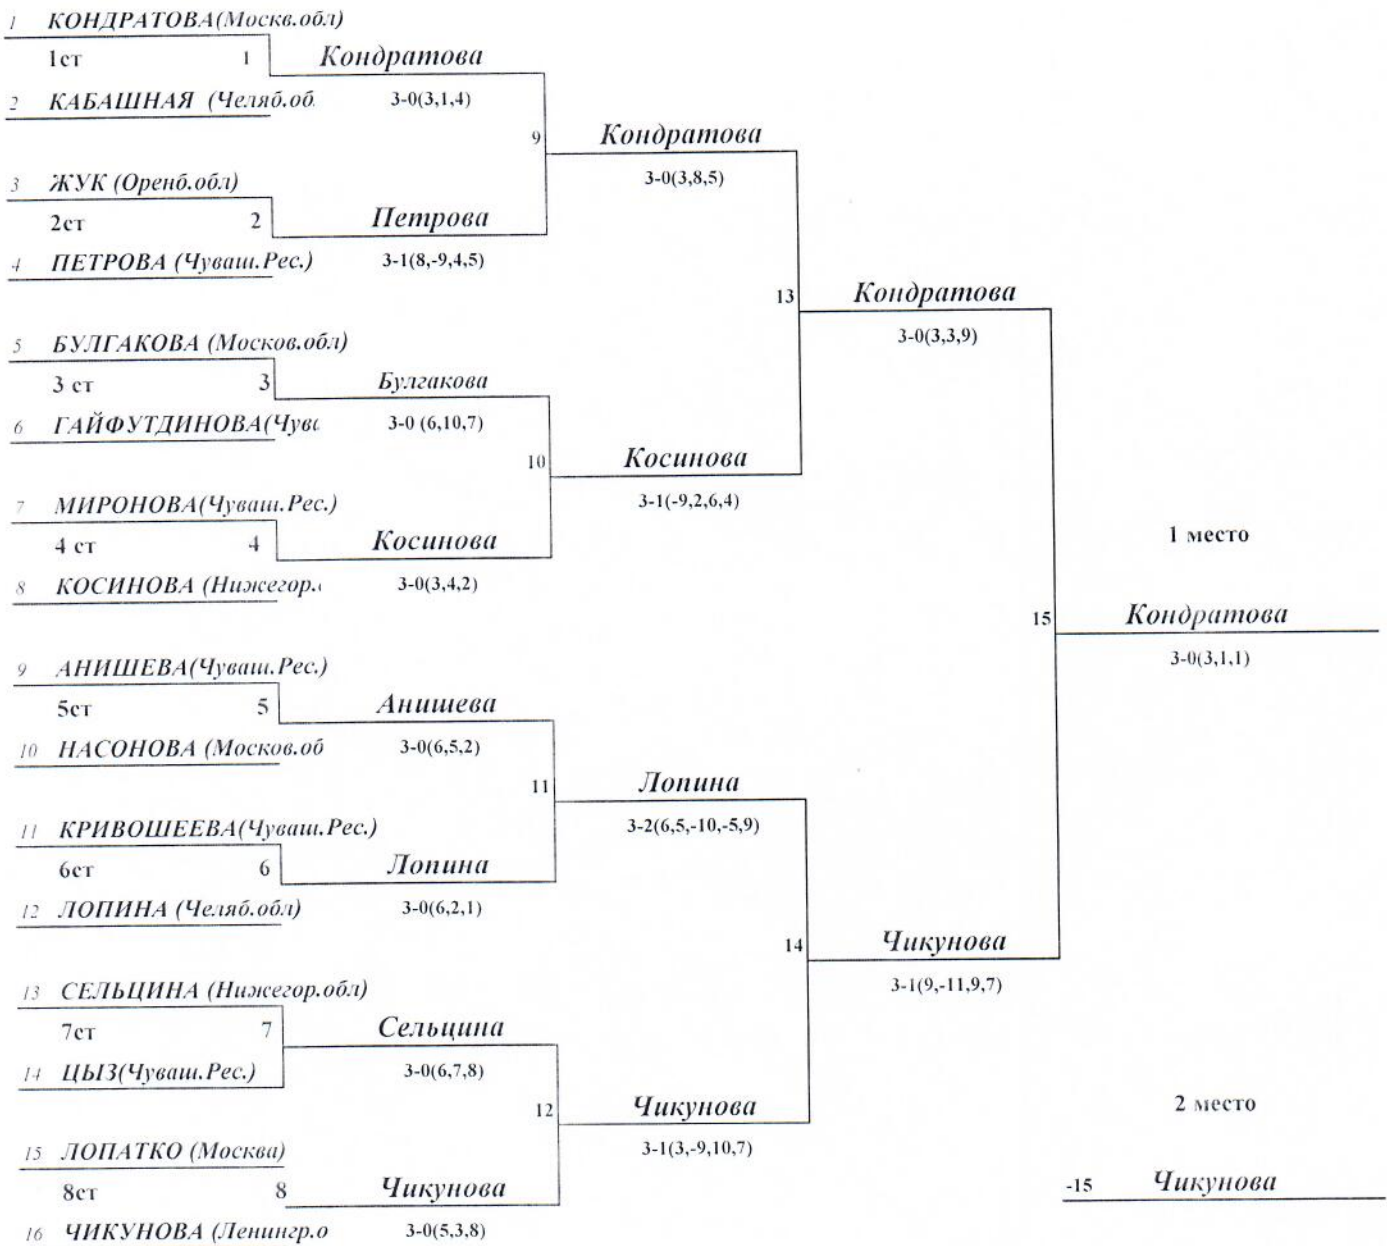 1 КОНДРАТОВА(Москв.обл)
1ст 1 Кондратова
2 КАБАШНАЯ (Челяб.об 3-0(3,1,4)
9 Кондратова
3 ЖУК (Оренб.обл) 3-0(3,8,5)
2ст 2 Петрова
4 ПЕТРОВА (Чуваш.Рес.) 3-1(8,-9,4,5)
13 Кондратова
5 БУЛГАКОВА (Москов.обл) 3-0(3,3,9)
3 ст 3 Булгакова
6 ГАЙФУТДИНОВА(Чува 3-0 (6,10,7)
10 Косинова
7 МИРОНОВА(Чуваш.Рес.) 3-1(-9,2,6,4)
4 ст 4 Косинова 1 место
8 КОСИНОВА (Нижегор. 3-0(3,4,2)
15 Кондратова
9 АНИШЕВА(Чуваш.Рес.) 3-0(3,1,1)
5ст 5 Анишева
10 НАСОНОВА (Москов.об 3-0(6,5,2)
11 Лопина
11 КРИВОШЕЕВА(Чуваш.Рес.) 3-2(6,5,-10,-5,9)
6ст 6 Лопина
12 ЛОПИНА (Челяб.обл) 3-0(6,2,1)
14 Чикунова
13 СЕЛЬЦИНА (Нижегор.обл) 3-1(9,-11,9,7)
7ст 7 Сельцина
14 ЦЫЗ(Чуваш.Рес.) 3-0(6,7,8)
12 Чикунова 2 место
15 ЛОПАТКО (Москва) 3-1(3,-9,10,7)
8ст 8 Чикунова -15 Чикунова
16 ЧИКУНОВА (Ленингр.о 3-0(5,3,8)